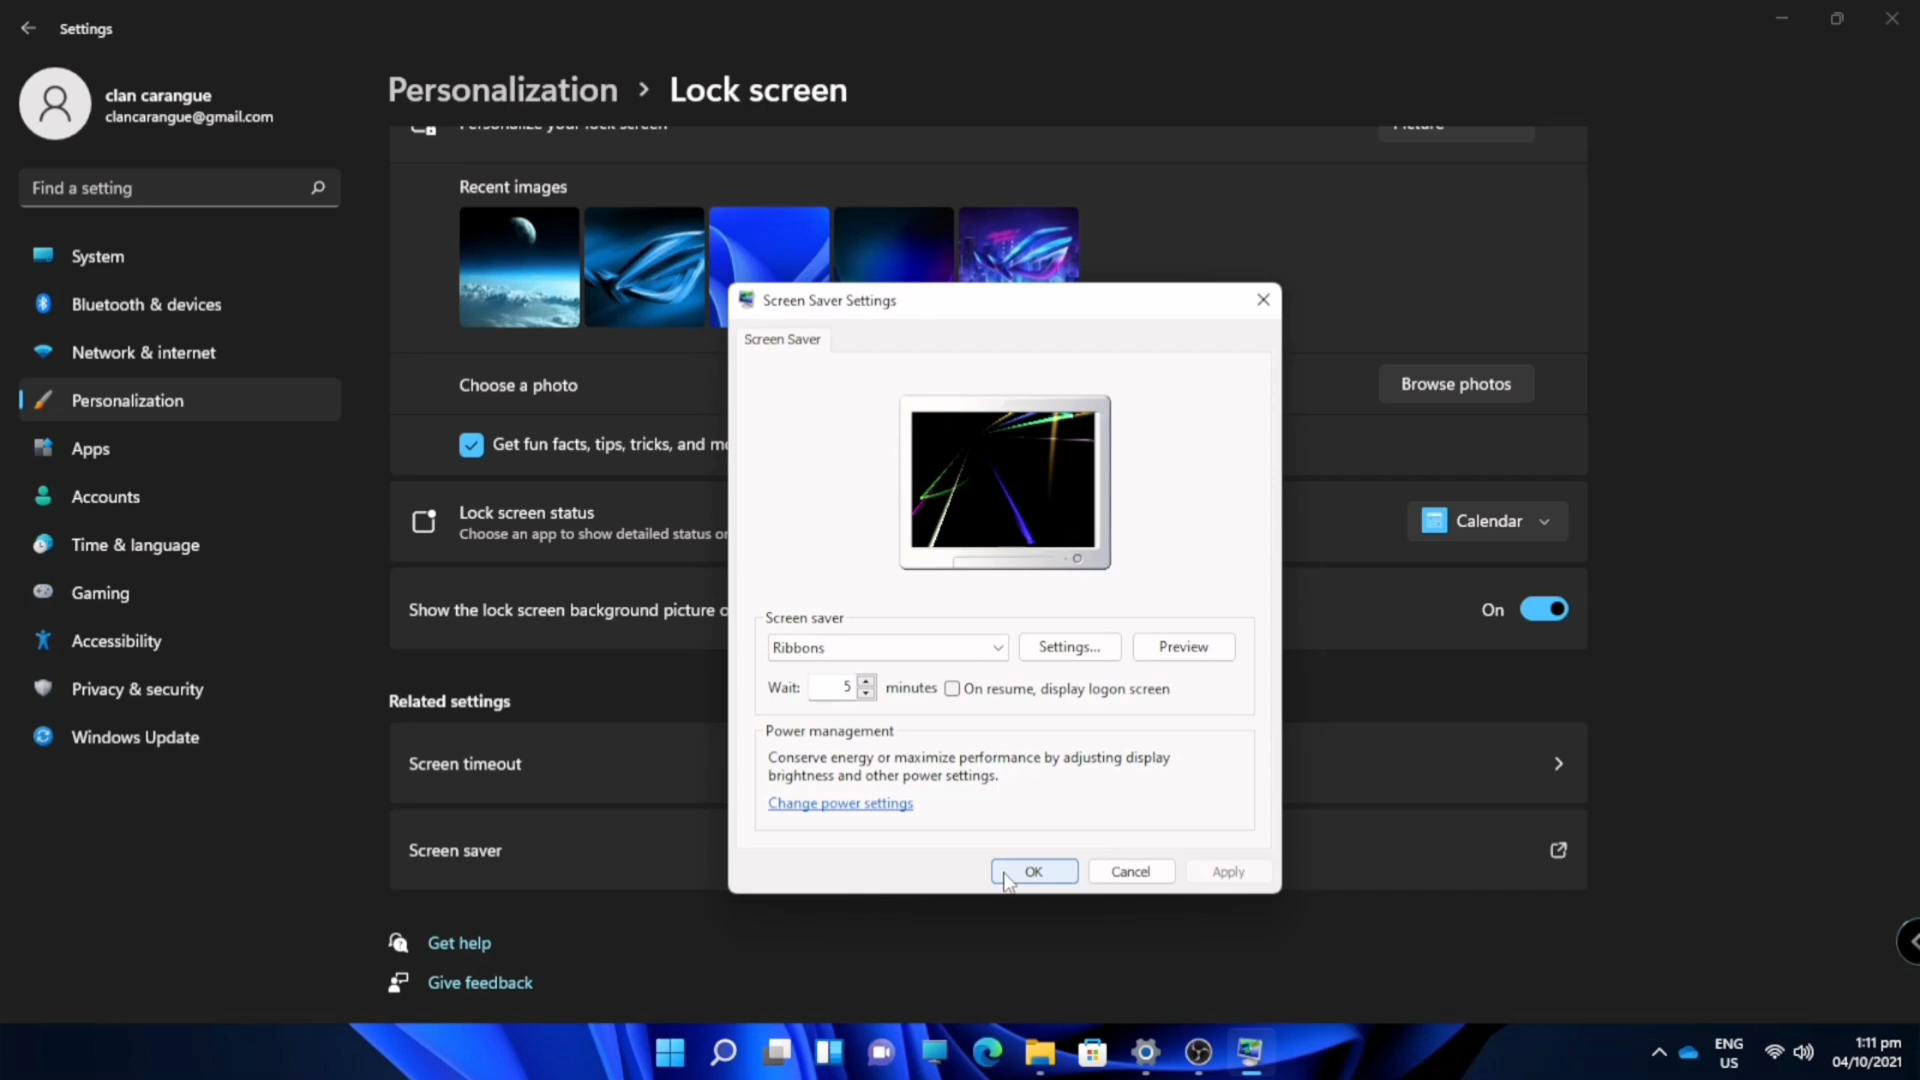 Settings
clan carangue
clancarangue@gmail.com
Find a setting
System
Bluetooth & devices
Network & internet
Personalization
Apps
Accounts
Time & language
Gaming
Accessibility
Privacy & security
Windows Update
Personalization > Lock screen
Personalize your lock screen
Picture
Recent images
Choose a photo
Browse photos
Get fun facts, tips, tricks, and
Lock screen status
Choose an app to show detailed status
Calendar
Show the lock screen background picture
On
Related settings
Screen timeout
Screen saver
Get help
Give feedback
Screen Saver Settings
Screen Saver
Screen saver
Ribbons
Settings...
Preview
Wait: 5 minutes On resume, display logon screen
Power management
Conserve energy or maximize performance by adjusting display
brightness and other power settings.
Change power settings
OK
Cancel
Apply
ENG
US
1:11 pm
04/10/2021